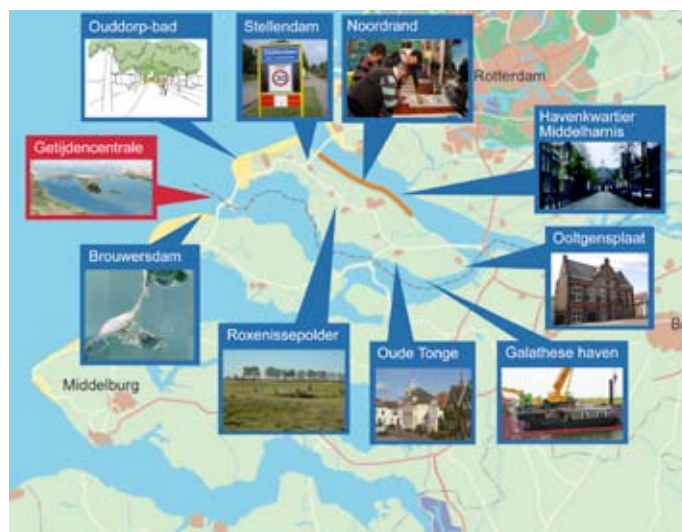 Ouddorp-bad
Stellendam
Noordrand
Rotterdam
Havenkwartier
Middelharnis
Getijdencentrale
Brouwersdam
Ooltgensplaat
Roxenissepolder
Oude Tonge
Galathese haven
Middelburg